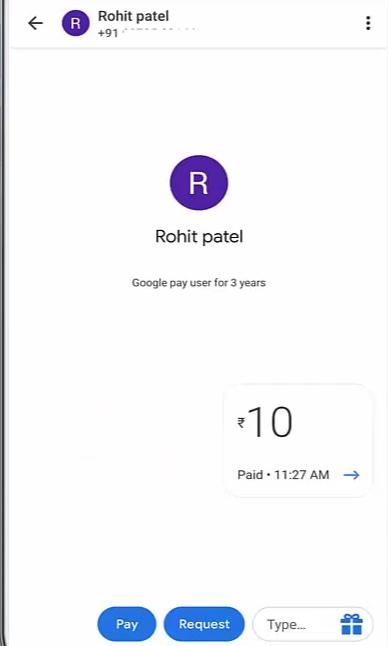 R
Rohit patel
+91
R
Rohit patel
Google pay user for 3 years
₹10
Paid • 11:27 AM →
Pay
Request
Type...